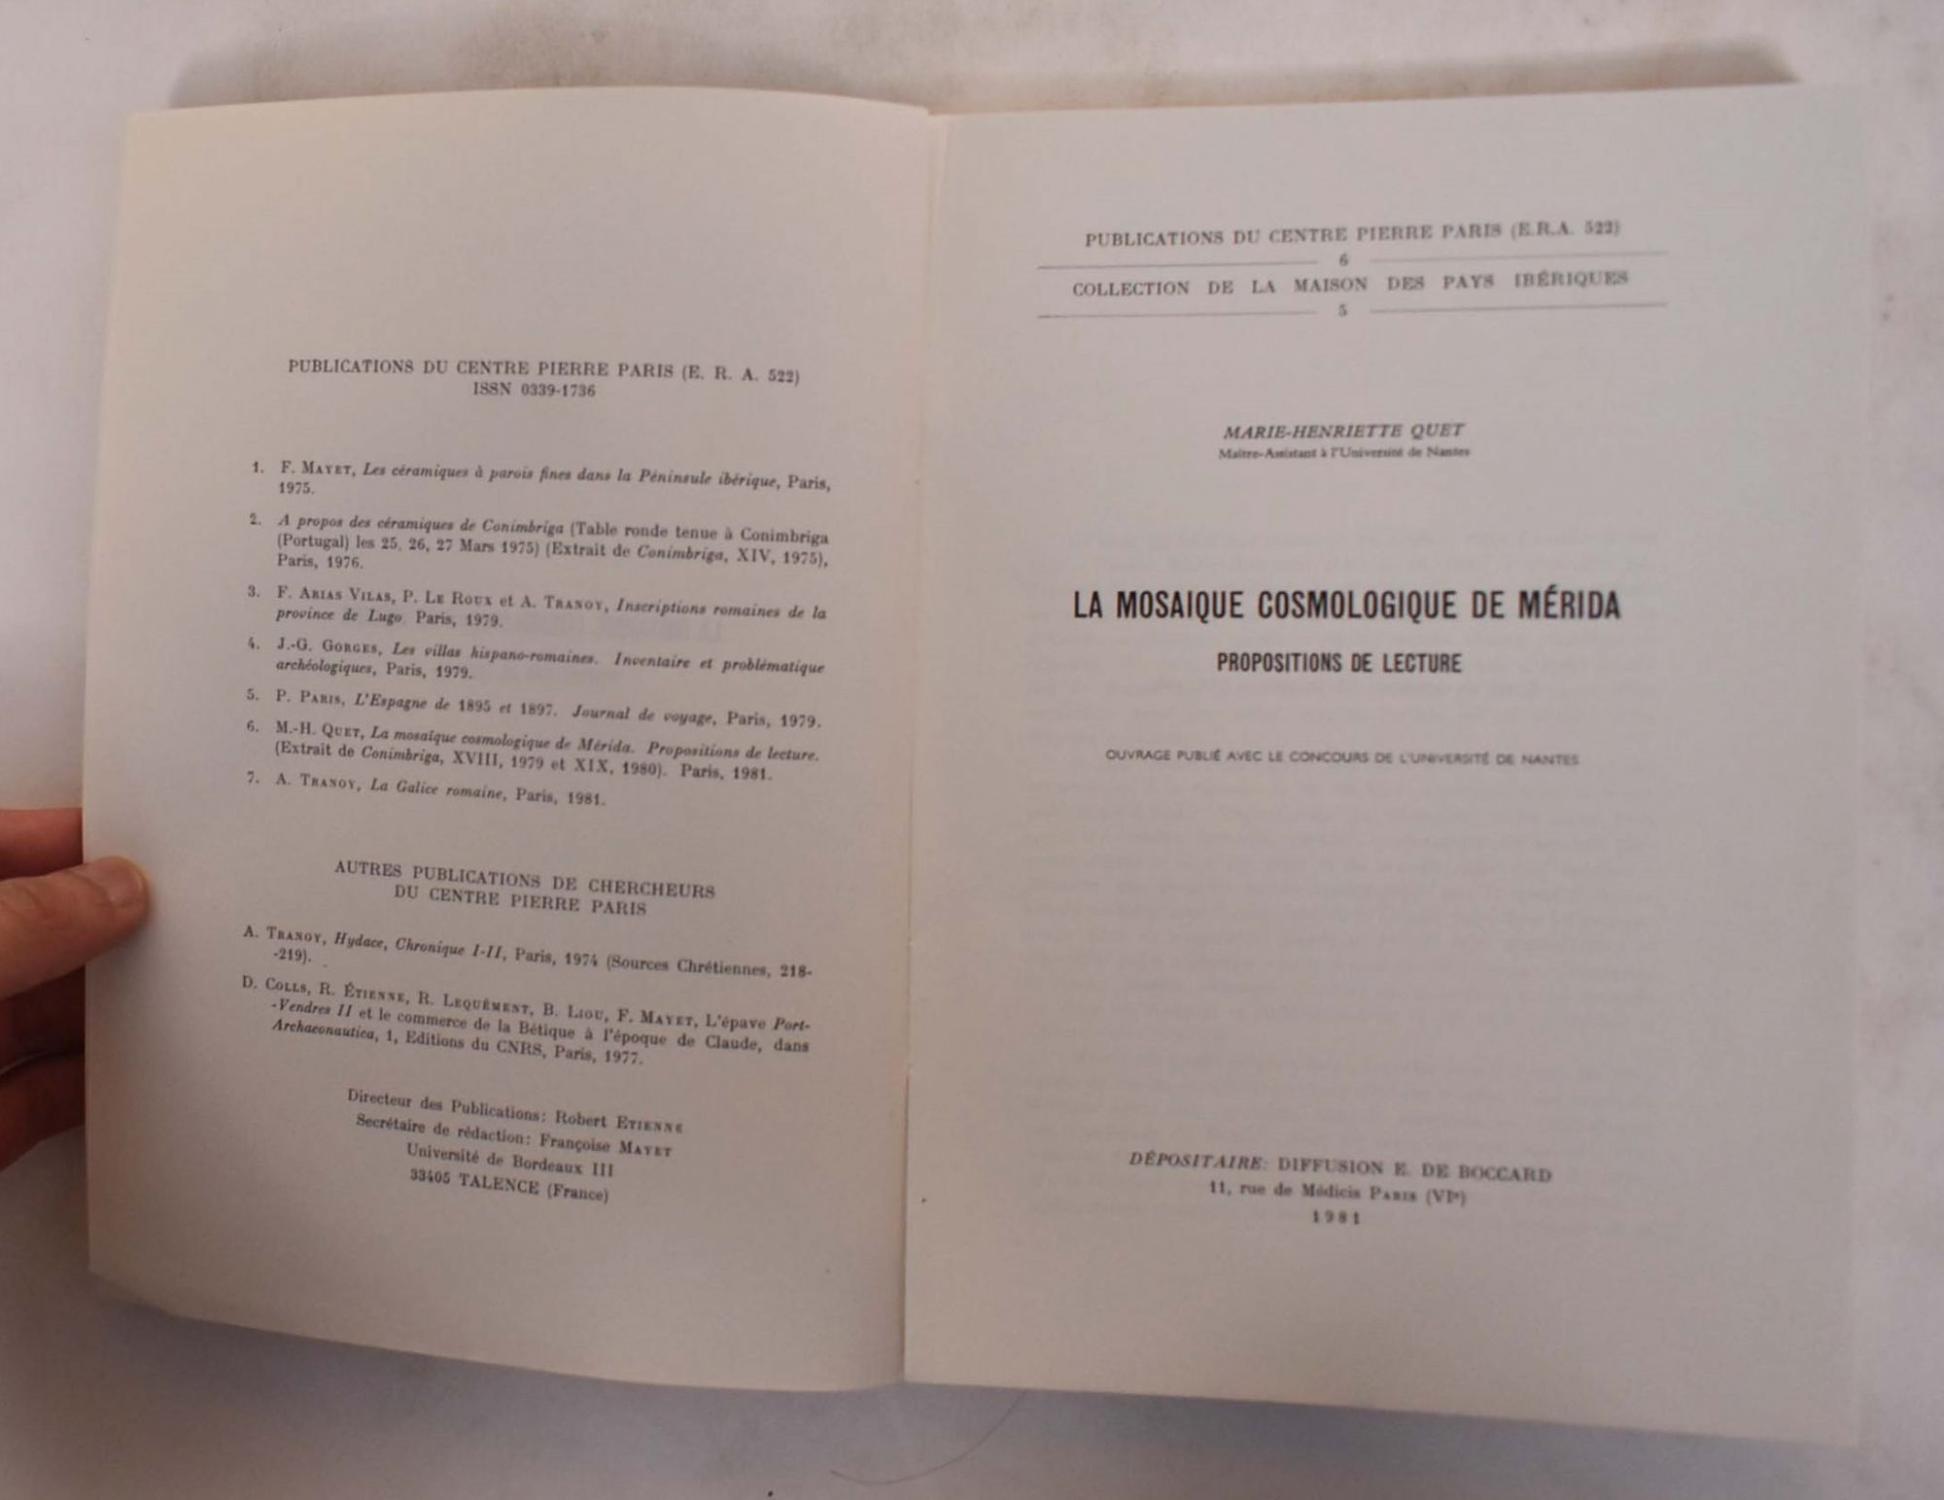 PUBLICATIONS DU CENTRE PIERRE PARIS (E. R. A. 522)
ISSN 0339-1736
1. F. MAYET, Les céramiques à parois fines dans la Péninsule ibérique, Paris,
1975.
2. A propos des céramiques de Conimbriga (Table ronde tenue à Conimbriga
(Portugal) les 25, 26, 27 Mars 1975) (Extrait de Conimbriga, XIV, 1975),
Paris, 1976.
3. F. ARIAS VILAS, P. LE ROUX et A. TRANOY, Inscriptions romaines de la
province de Lugo. Paris, 1979.
4. J.-G. GORGES, Les villas hispano-romaines. Inventaire et problématique
archéologiques, Paris, 1979.
5. P. PARIS, L'Espagne de 1895 et 1897. Journal de voyage, Paris, 1979.
6. M.-H. QUET, La mosaïque cosmologique de Mérida. Propositions de lecture.
(Extrait de Conimbriga, XVIII, 1979 et XIX, 1980). Paris, 1981.
7. A. TRANOY, La Galice romaine, Paris, 1981.
AUTRES PUBLICATIONS DE CHERCHEURS
DU CENTRE PIERRE PARIS
A. TRANOY, Hydace, Chronique I-II, Paris, 1974 (Sources Chrétiennes, 218-
-219).
D. COLLS, R. ÉTIENNE, R. LEQUÉMENT, B. LIOU, F. MAYET, L'épave Port-
-Vendres II et le commerce de la Bétique à l'époque de Claude, dans
Archaeonautica, 1, Editions du CNRS, Paris, 1977.
Directeur des Publications: Robert ETIENNE
Secrétaire de rédaction: Françoise MAYET
Université de Bordeaux III
33405 TALENCE (France)
PUBLICATIONS DU CENTRE PIERRE PARIS (E.R.A. 522)
6
COLLECTION DE LA MAISON DES PAYS IBÉRIQUES
5
MARIE-HENRIETTE QUET
Maître-Assistant à l'Université de Nantes
LA MOSAIQUE COSMOLOGIQUE DE MÉRIDA
PROPOSITIONS DE LECTURE
OUVRAGE PUBLIÉ AVEC LE CONCOURS DE L'UNIVERSITÉ DE NANTES
DÉPOSITAIRE: DIFFUSION E. DE BOCCARD
11, rue de Médicis PARIS (VIe)
1981